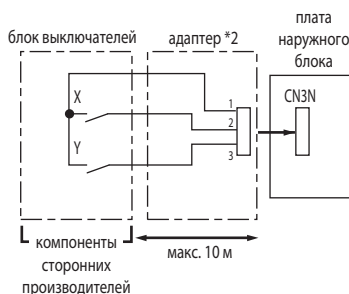 блок выключателей
адаптер *2
плата
наружного
блока
X
Y
1
2
3
CN3N
компоненты
сторонних
производителей
макс. 10 м